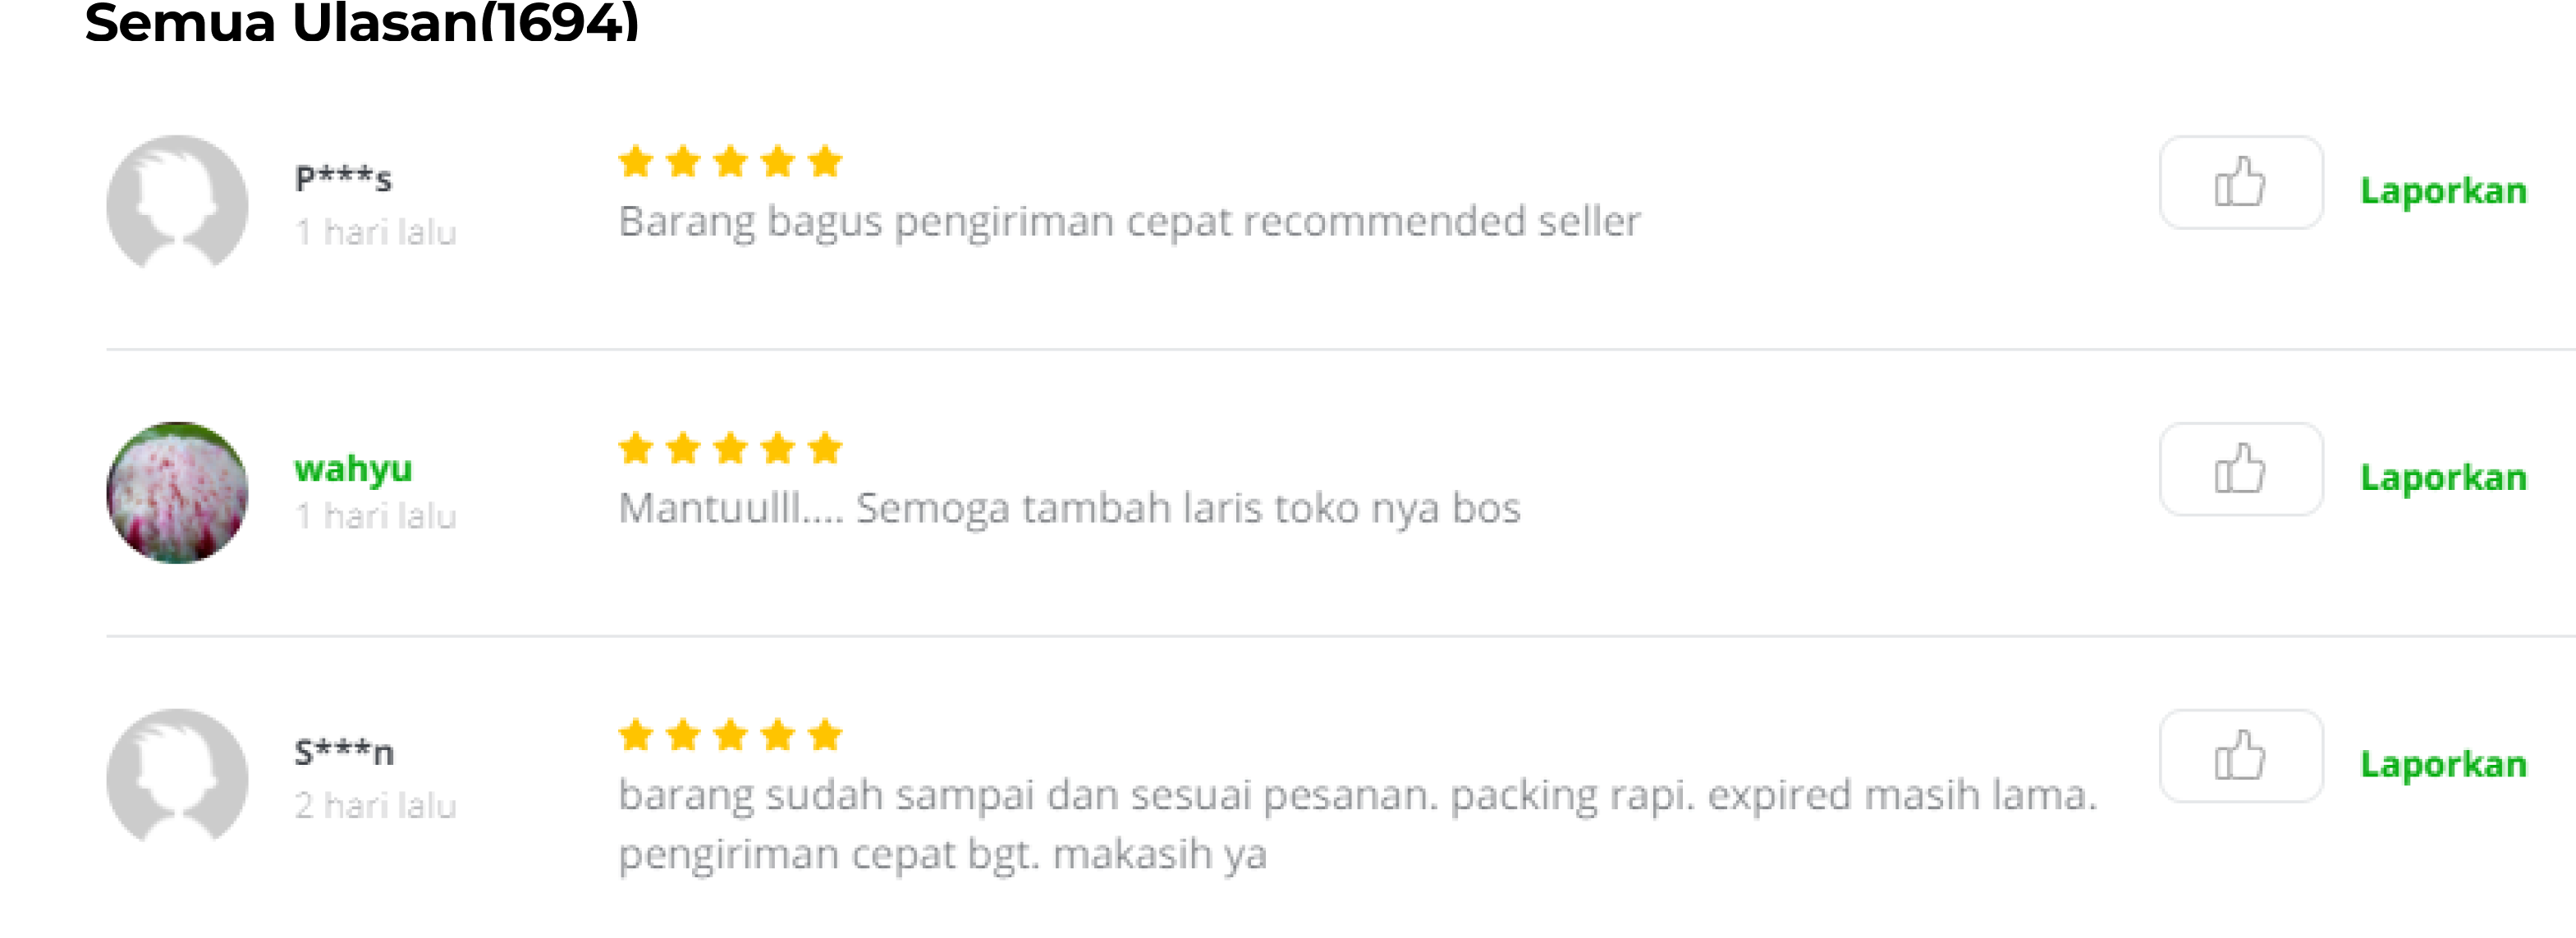 Semua Ulasan(1694)
P***s
1 hari lalu
Barang bagus pengiriman cepat recommended seller
Laporkan
wahyu
1 hari lalu
Mantuulll.... Semoga tambah laris toko nya bos
Laporkan
S***n
2 hari lalu
barang sudah sampai dan sesuai pesanan. packing rapi. expired masih lama.
pengiriman cepat bgt. makasih ya
Laporkan